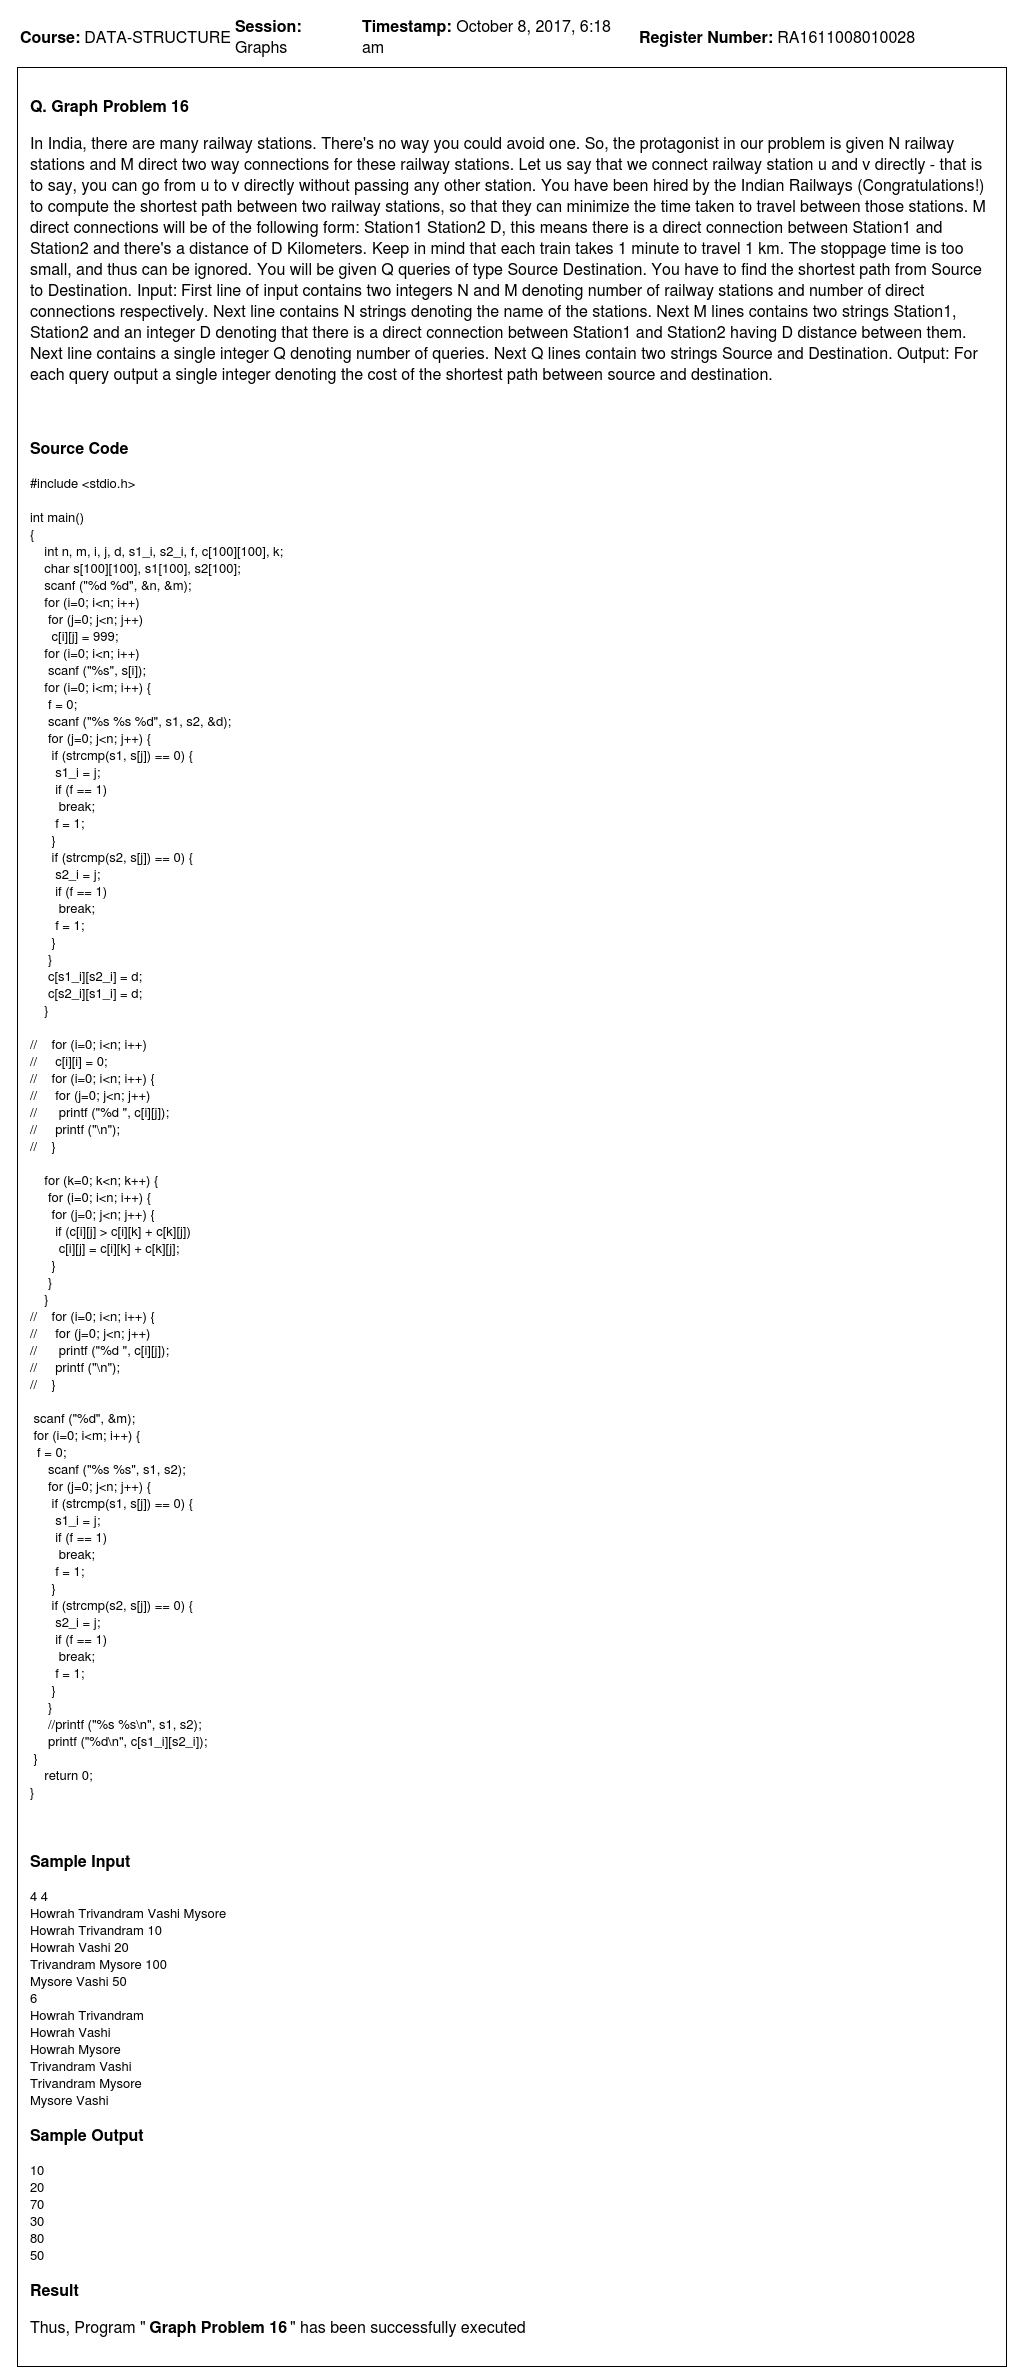 Course: DATA-STRUCTURE Session: Graphs Timestamp: October 8, 2017, 6:18 am Register Number: RA1611008010028
Q. Graph Problem 16
In India, there are many railway stations. There's no way you could avoid one. So, the protagonist in our problem is given N railway
stations and M direct two way connections for these railway stations. Let us say that we connect railway station u and v directly - that is
to say, you can go from u to v directly without passing any other station. You have been hired by the Indian Railways (Congratulations!)
to compute the shortest path between two railway stations, so that they can minimize the time taken to travel between those stations. M
direct connections will be of the following form: Station1 Station2 D, this means there is a direct connection between Station1 and
Station2 and there's a distance of D Kilometers. Keep in mind that each train takes 1 minute to travel 1 km. The stoppage time is too
small, and thus can be ignored. You will be given Q queries of type Source Destination. You have to find the shortest path from Source
to Destination. Input: First line of input contains two integers N and M denoting number of railway stations and number of direct
connections respectively. Next line contains N strings denoting the name of the stations. Next M lines contains two strings Station1,
Station2 and an integer D denoting that there is a direct connection between Station1 and Station2 having D distance between them.
Next line contains a single integer Q denoting number of queries. Next Q lines contain two strings Source and Destination. Output: For
each query output a single integer denoting the cost of the shortest path between source and destination.
Source Code
#include <stdio.h>
int main()
{
    int n, m, i, j, d, s1_i, s2_i, f, c[100][100], k;
    char s[100][100], s1[100], s2[100];
    scanf ("%d %d", &n, &m);
    for (i=0; i<n; i++)
     for (j=0; j<n; j++)
      c[i][j] = 999;
    for (i=0; i<n; i++)
     scanf ("%s", s[i]);
    for (i=0; i<m; i++) {
     f = 0;
     scanf ("%s %s %d", s1, s2, &d);
     for (j=0; j<n; j++) {
      if (strcmp(s1, s[j]) == 0) {
       s1_i = j;
       if (f == 1)
        break;
       f = 1;
      }
      if (strcmp(s2, s[j]) == 0) {
       s2_i = j;
       if (f == 1)
        break;
       f = 1;
      }
     }
     c[s1_i][s2_i] = d;
     c[s2_i][s1_i] = d;
    }
//    for (i=0; i<n; i++)
//     c[i][i] = 0;
//    for (i=0; i<n; i++) {
//     for (j=0; j<n; j++)
//      printf ("%d ", c[i][j]);
//     printf ("\n");
//    }
    for (k=0; k<n; k++) {
     for (i=0; i<n; i++) {
      for (j=0; j<n; j++) {
       if (c[i][j] > c[i][k] + c[k][j])
        c[i][j] = c[i][k] + c[k][j];
      }
     }
    }
//    for (i=0; i<n; i++) {
//     for (j=0; j<n; j++)
//      printf ("%d ", c[i][j]);
//     printf ("\n");
//    }
 scanf ("%d", &m);
 for (i=0; i<m; i++) {
  f = 0;
     scanf ("%s %s", s1, s2);
     for (j=0; j<n; j++) {
      if (strcmp(s1, s[j]) == 0) {
       s1_i = j;
       if (f == 1)
        break;
       f = 1;
      }
      if (strcmp(s2, s[j]) == 0) {
       s2_i = j;
       if (f == 1)
        break;
       f = 1;
      }
     }
     //printf ("%s %s\n", s1, s2);
     printf ("%d\n", c[s1_i][s2_i]);
 }
    return 0;
}
Sample Input
4 4
Howrah Trivandram Vashi Mysore
Howrah Trivandram 10
Howrah Vashi 20
Trivandram Mysore 100
Mysore Vashi 50
6
Howrah Trivandram
Howrah Vashi
Howrah Mysore
Trivandram Vashi
Trivandram Mysore
Mysore Vashi
Sample Output
10
20
70
30
80
50
Result
Thus, Program " Graph Problem 16 " has been successfully executed